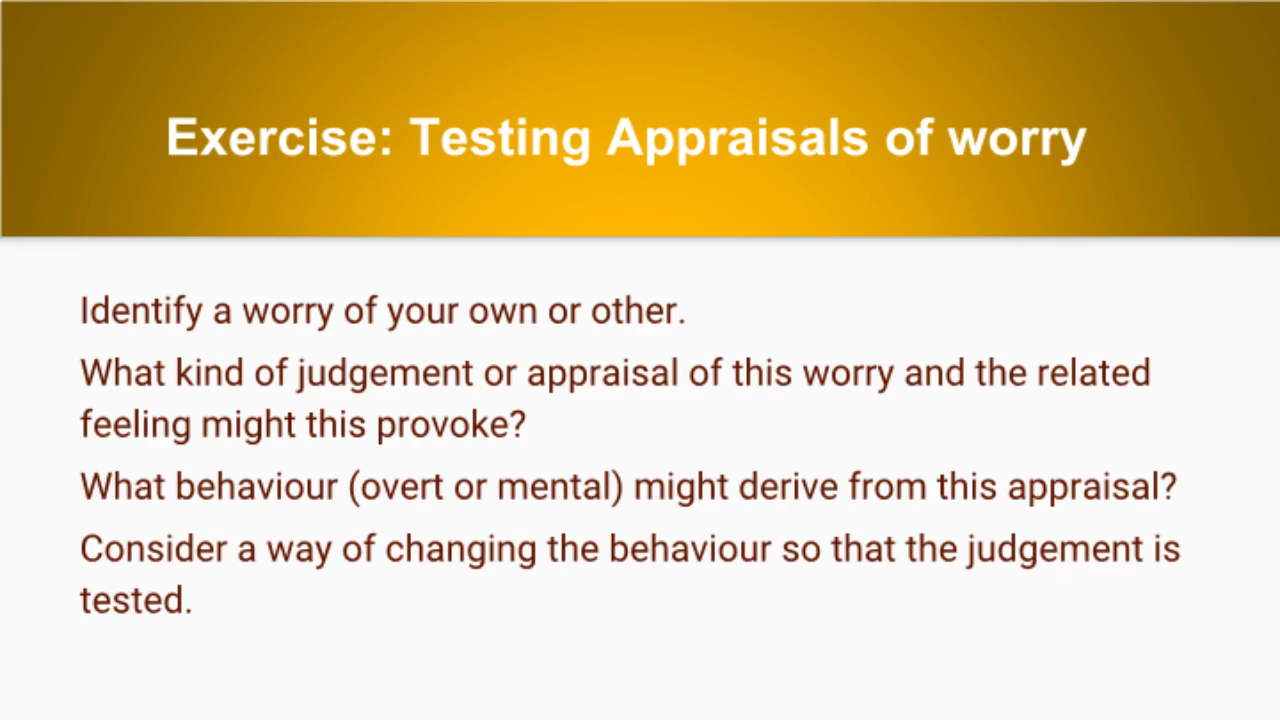 Exercise: Testing Appraisals of worry
Identify a worry of your own or other.
What kind of judgement or appraisal of this worry and the related
feeling might this provoke?
What behaviour (overt or mental) might derive from this appraisal?
Consider a way of changing the behaviour so that the judgement is
tested.